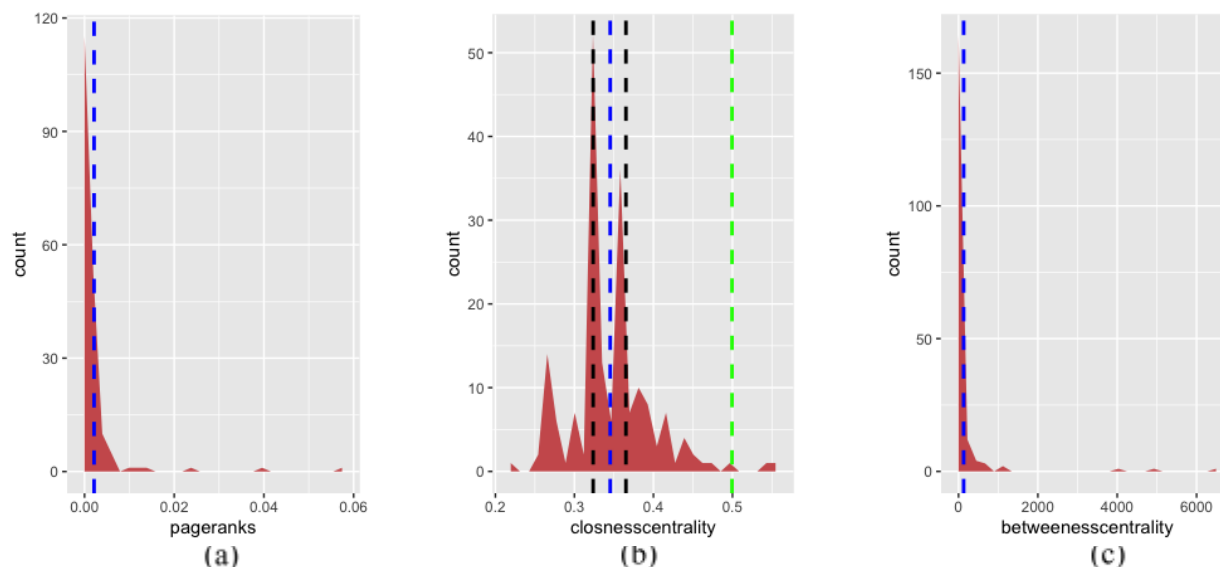 120
90
60
30
0
count
0.00 0.02 0.04 0.06
pageranks
(a)
50
40
30
20
10
0
count
0.2 0.3 0.4 0.5
closnesscentrality
(b)
150
100
50
0
count
0 2000 4000 6000
betweenesscentrality
(c)